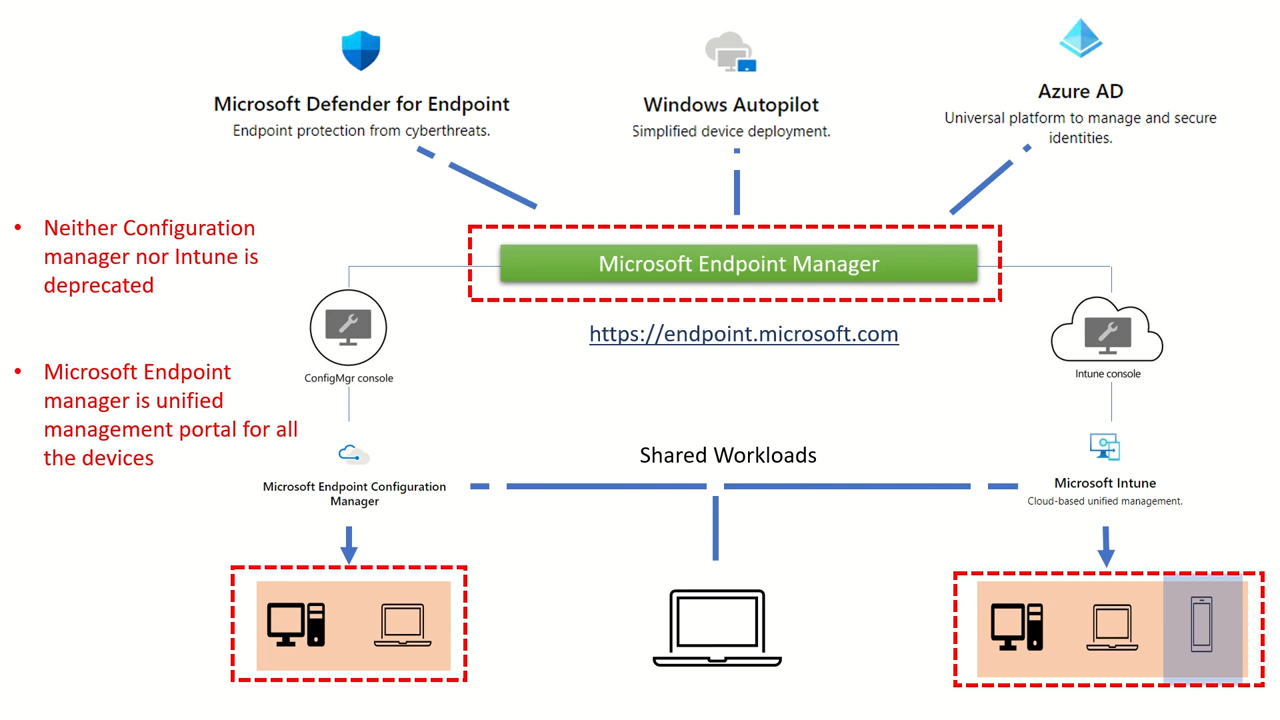 Microsoft Defender for Endpoint
Endpoint protection from cyberthreats.
Windows Autopilot
Simplified device deployment.
Azure AD
Universal platform to manage and secure
identities.
• Neither Configuration
manager nor Intune is
deprecated
• Microsoft Endpoint
manager is unified
management portal for all
the devices
Microsoft Endpoint Manager
https://endpoint.microsoft.com
ConfigMgr console
Intune console
Shared Workloads
Microsoft Endpoint Configuration
Manager
Microsoft Intune
Cloud-based unified management.